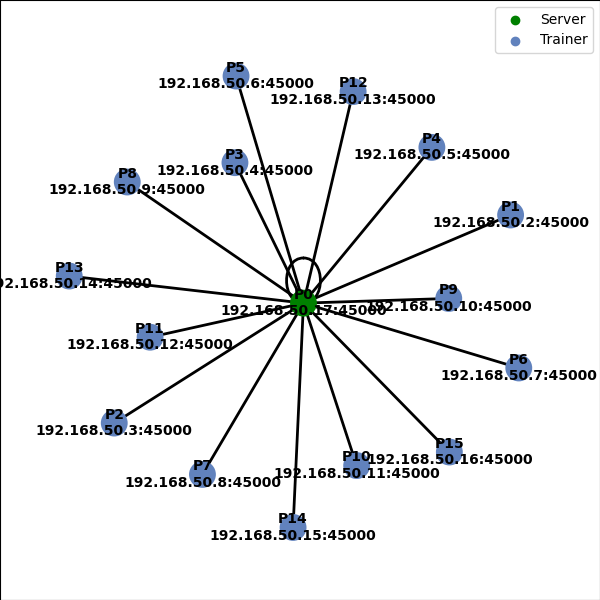 Server
Trainer
P5
192.168.50.6:45000
P12
192.168.50.13:45000
P4
192.168.50.5:45000
P3
192.168.50.4:45000
P8
192.168.50.9:45000
P1
192.168.50.2:45000
P13
92.168.50.14:45000
P9
192.168.50.10:45000
P0
192.168.50.17:45000
P11
192.168.50.12:45000
P6
192.168.50.7:45000
P2
192.168.50.3:45000
P15
192.168.50.16:45000
P10
192.168.50.11:45000
P7
192.168.50.8:45000
P14
192.168.50.15:45000